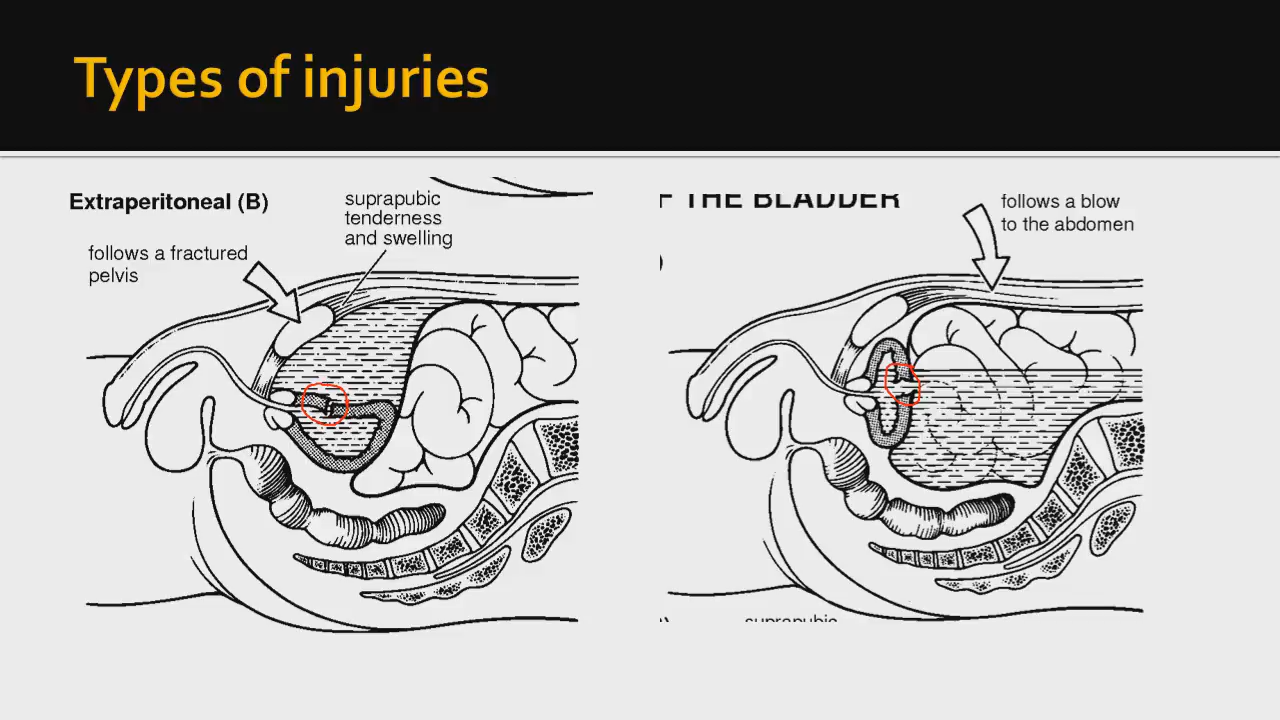 Types of injuries
Extraperitoneal (B)
suprapubic
tenderness
and swelling
follows a fractured
pelvis
THE BLADDER
follows a blow
to the abdomen
suprapubic